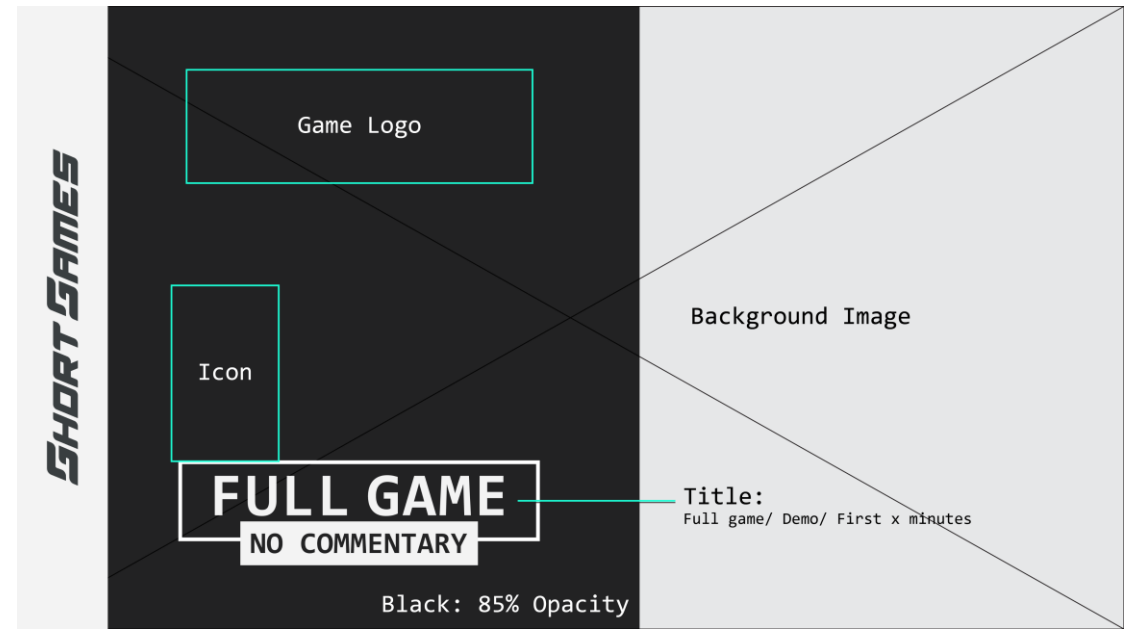 SHORT GAMES
Game Logo
Icon
Background Image
FULL GAME
NO COMMENTARY
Title:
Full game/ Demo/ First x minutes
Black: 85% Opacity